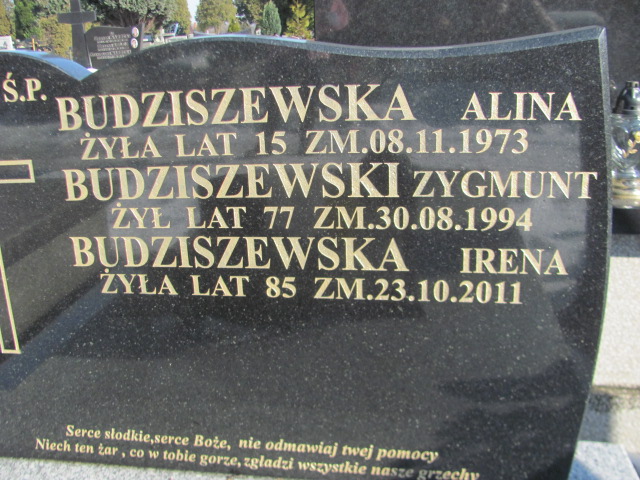 Ś.P.
BUDZISZEWSKA ALINA
ŻYŁA LAT 15 ZM.08.11.1973
BUDZISZEWSKI ZYGMUNT
ŻYŁ LAT 77 ZM.30.08.1994
BUDZISZEWSKA IRENA
ŻYŁA LAT 85 ZM.23.10.2011
Serce słodkie,serce Boże, nie odmawiaj twej pomocy
Niech ten żar , co w tobie gorze, zgładzi wszystkie nasze grzechy